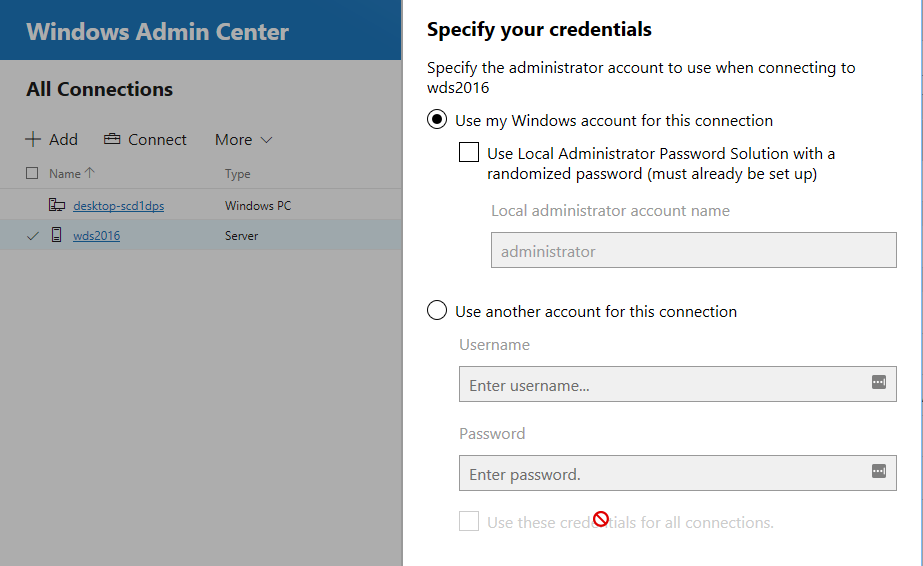 Windows Admin Center
All Connections
Add Connect More
Name Type
desktop-scd1dps Windows PC
wds2016 Server
Specify your credentials
Specify the administrator account to use when connecting to
wds2016
Use my Windows account for this connection
Use Local Administrator Password Solution with a
randomized password (must already be set up)
Local administrator account name
administrator
Use another account for this connection
Username
Enter username...
Password
Enter password.
Use these credentials for all connections.